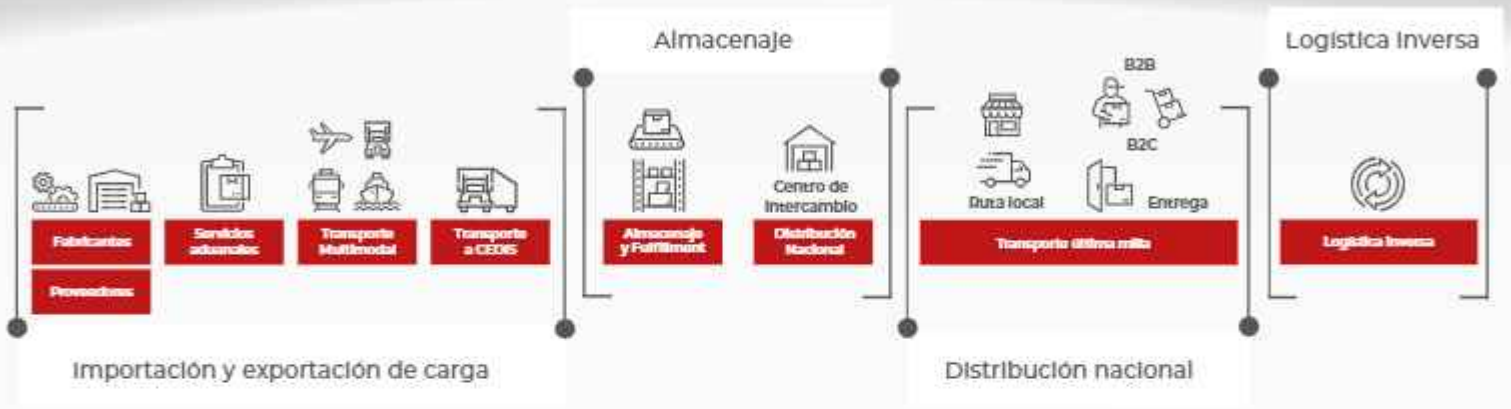 Almacenaje
Logística Inversa
B2B
B2C
Centro de
Intercambio
Ruta local
Entrega
Fabricantes
Proveedores
Servicios
aduanales
Transporte
Multimodal
Transporte
a CEDIS
Almacenaje
y Fulfillment
Distribución
Nacional
Transporte última milla
Logística Inversa
Importación y exportación de carga
Distribución nacional